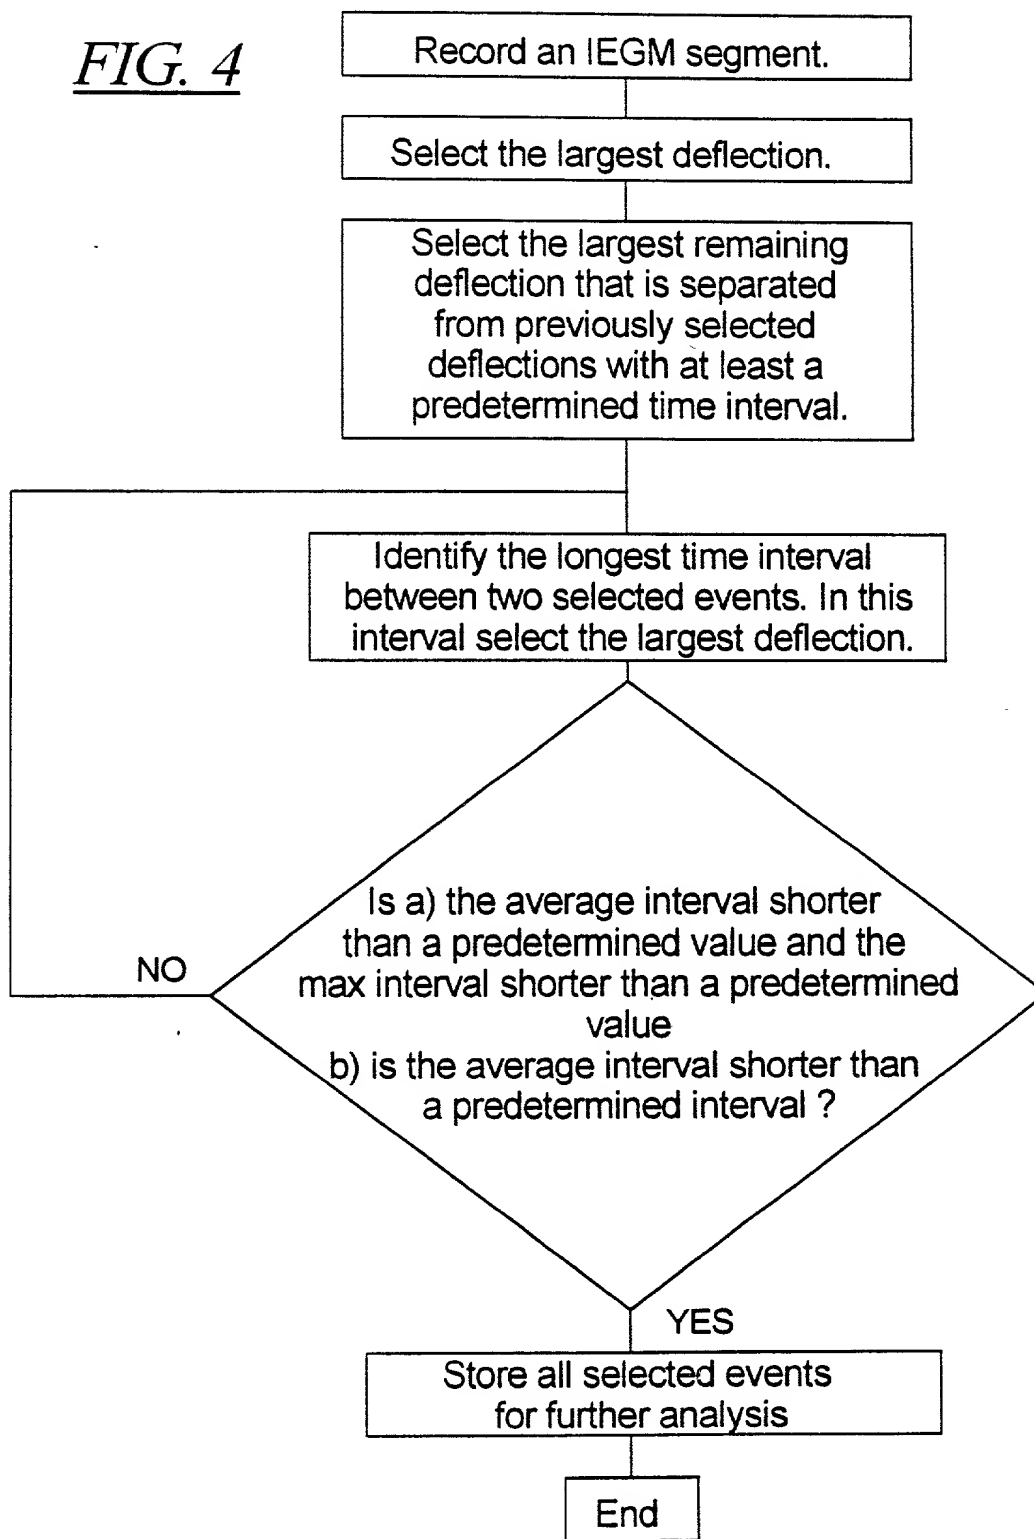 FIG. 4
Record an IEGM segment.
Select the largest deflection.
Select the largest remaining
deflection that is separated
from previously selected
deflections with at least a
predetermined time interval.
Identify the longest time interval
between two selected events. In this
interval select the largest deflection.
Is a) the average interval shorter
than a predetermined value and the
max interval shorter than a predetermined
value
b) is the average interval shorter than
a predetermined interval ?
NO
YES
Store all selected events
for further analysis
End